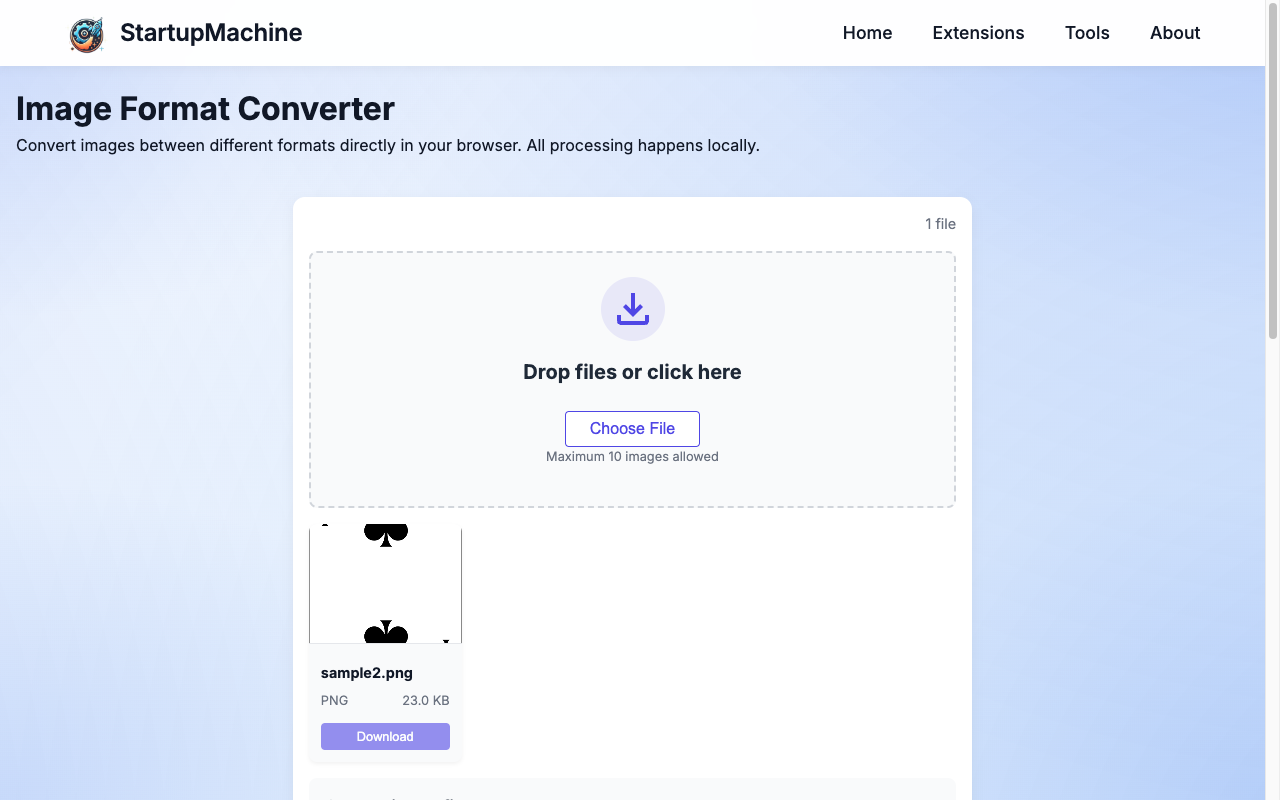 StartupMachine
Home Extensions Tools About
Image Format Converter
Convert images between different formats directly in your browser. All processing happens locally.
1 file
Drop files or click here
Choose File
Maximum 10 images allowed
sample2.png
PNG 23.0 KB
Download